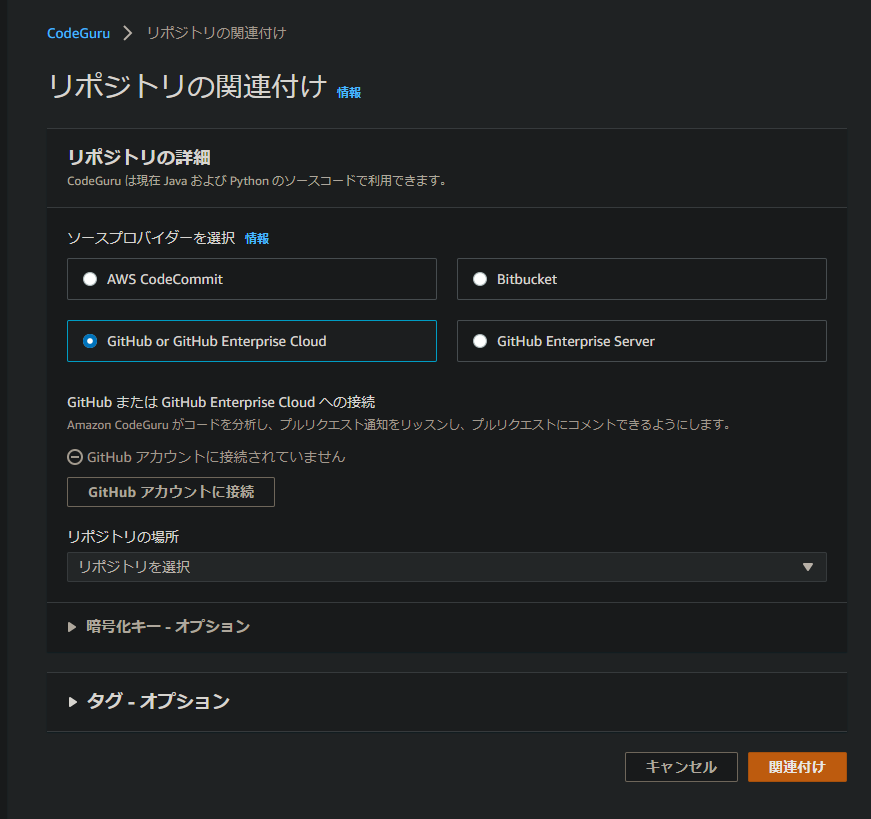 CodeGuru > リポジトリの関連付け
リポジトリの関連付け 情報
リポジトリの詳細
CodeGuru は現在 Java および Python のソースコードで利用できます。
ソースプロバイダーを選択 情報
AWS CodeCommit
Bitbucket
GitHub or GitHub Enterprise Cloud
GitHub Enterprise Server
GitHub または GitHub Enterprise Cloud への接続
Amazon CodeGuru がコードを分析し、プルリクエスト通知をリッスンし、プルリクエストにコメントできるようにします。
GitHub アカウントに接続されていません
GitHub アカウントに接続
リポジトリの場所
リポジトリを選択
暗号化キー - オプション
タグ - オプション
キャンセル
関連付け